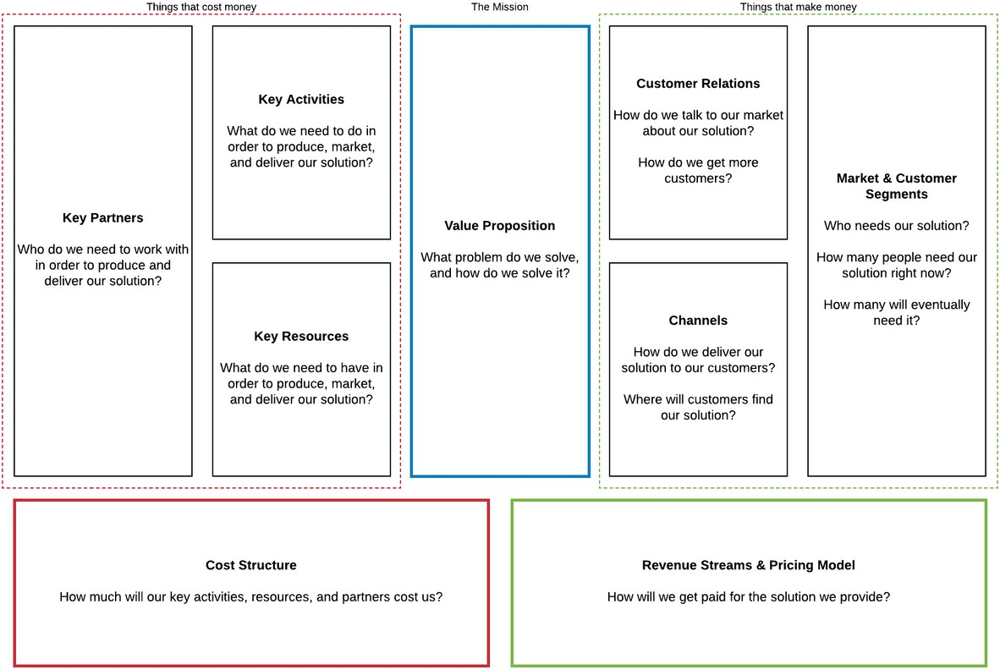 Things that cost money
The Mission
Things that make money
Key Partners
Who do we need to work with
in order to produce and
deliver our solution?
Key Activities
What do we need to do in
order to produce, market,
and deliver our solution?
Key Resources
What do we need to have in
order to produce, market,
and deliver our solution?
Value Proposition
What problem do we solve,
and how do we solve it?
Customer Relations
How do we talk to our market
about our solution?
How do we get more
customers?
Channels
How do we deliver our
solution to our customers?
Where will customers find
our solution?
Market & Customer
Segments
Who needs our solution?
How many people need our
solution right now?
How many will eventually
need it?
Cost Structure
How much will our key activities, resources, and partners cost us?
Revenue Streams & Pricing Model
How will we get paid for the solution we provide?